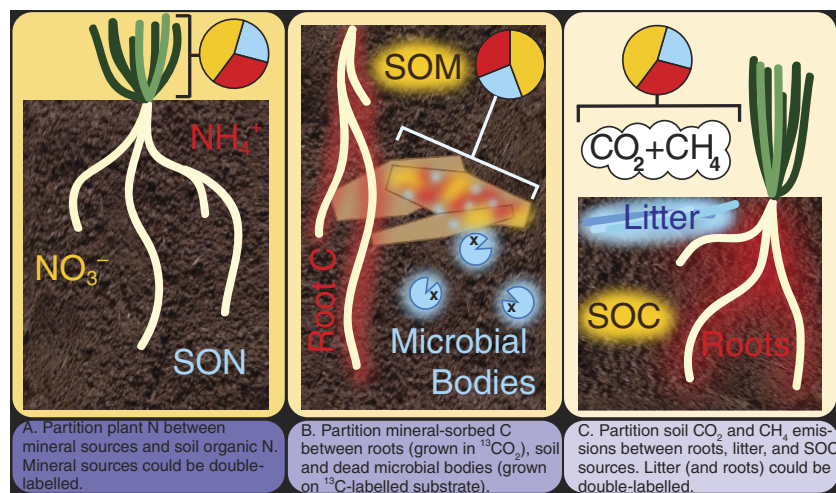 NH₄⁺
NO₃⁻
SON
A. Partition plant N between
mineral sources and soil organic N.
Mineral sources could be double-
labelled.
SOM
Root C
x
x
x
Microbial
Bodies
B. Partition mineral-sorbed C
between roots (grown in ¹³CO₂), soil
and dead microbial bodies (grown
on ¹³C-labelled substrate).
CO₂+CH₄
Litter
SOC
Roots
C. Partition soil CO₂ and CH₄ emis-
sions between roots, litter, and SOC
sources. Litter (and roots) could be
double-labelled.